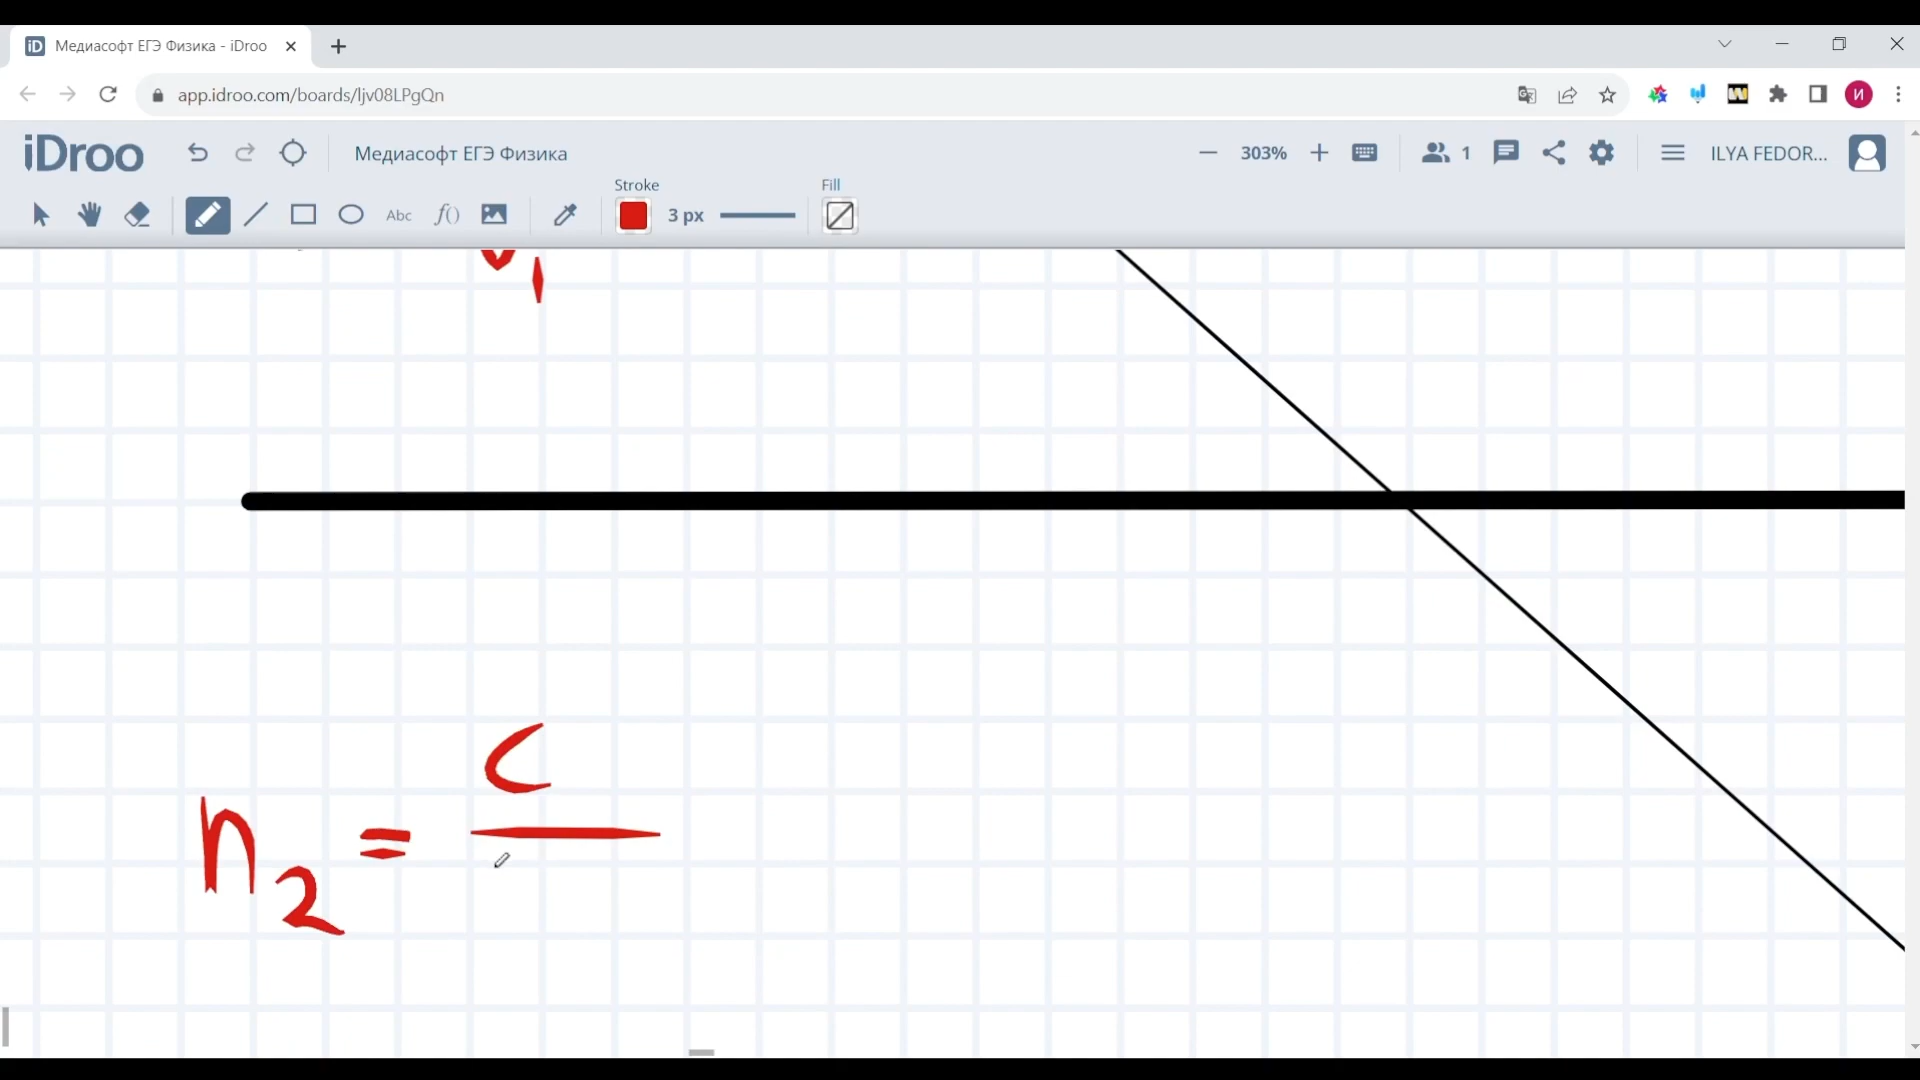 Медиасофт ЕГЭ Физика - iDroo
app.idroo.com/boards/ljv08LPgQn
И
iDroo
Медиасофт ЕГЭ Физика
303%
1
ILYA FEDOR...
Abc
f()
Stroke
3 px
Fill
1
n2 = c